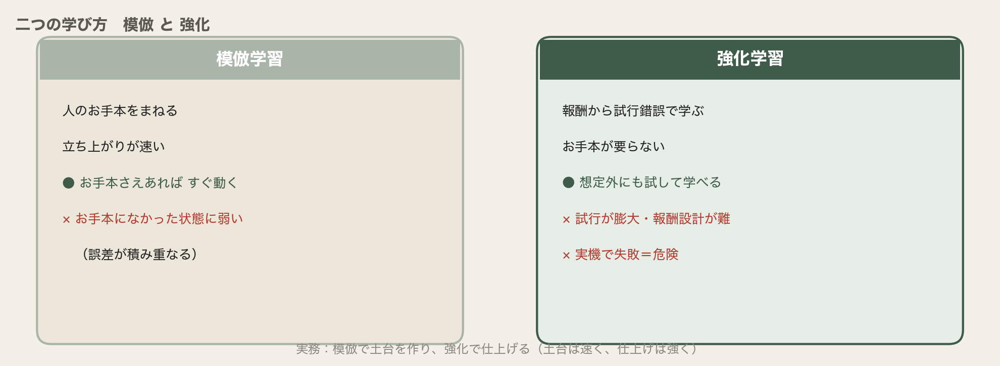 二つの学び方　模倣 と 強化
模倣学習
人のお手本をまねる
立ち上がりが速い
● お手本さえあれば すぐ動く
× お手本になかった状態に弱い
（誤差が積み重なる）
強化学習
報酬から試行錯誤で学ぶ
お手本が要らない
● 想定外にも試して学べる
× 試行が膨大・報酬設計が難
× 実機で失敗＝危険
実務：模倣で土台を作り、強化で仕上げる（土台は速く、仕上げは強く）